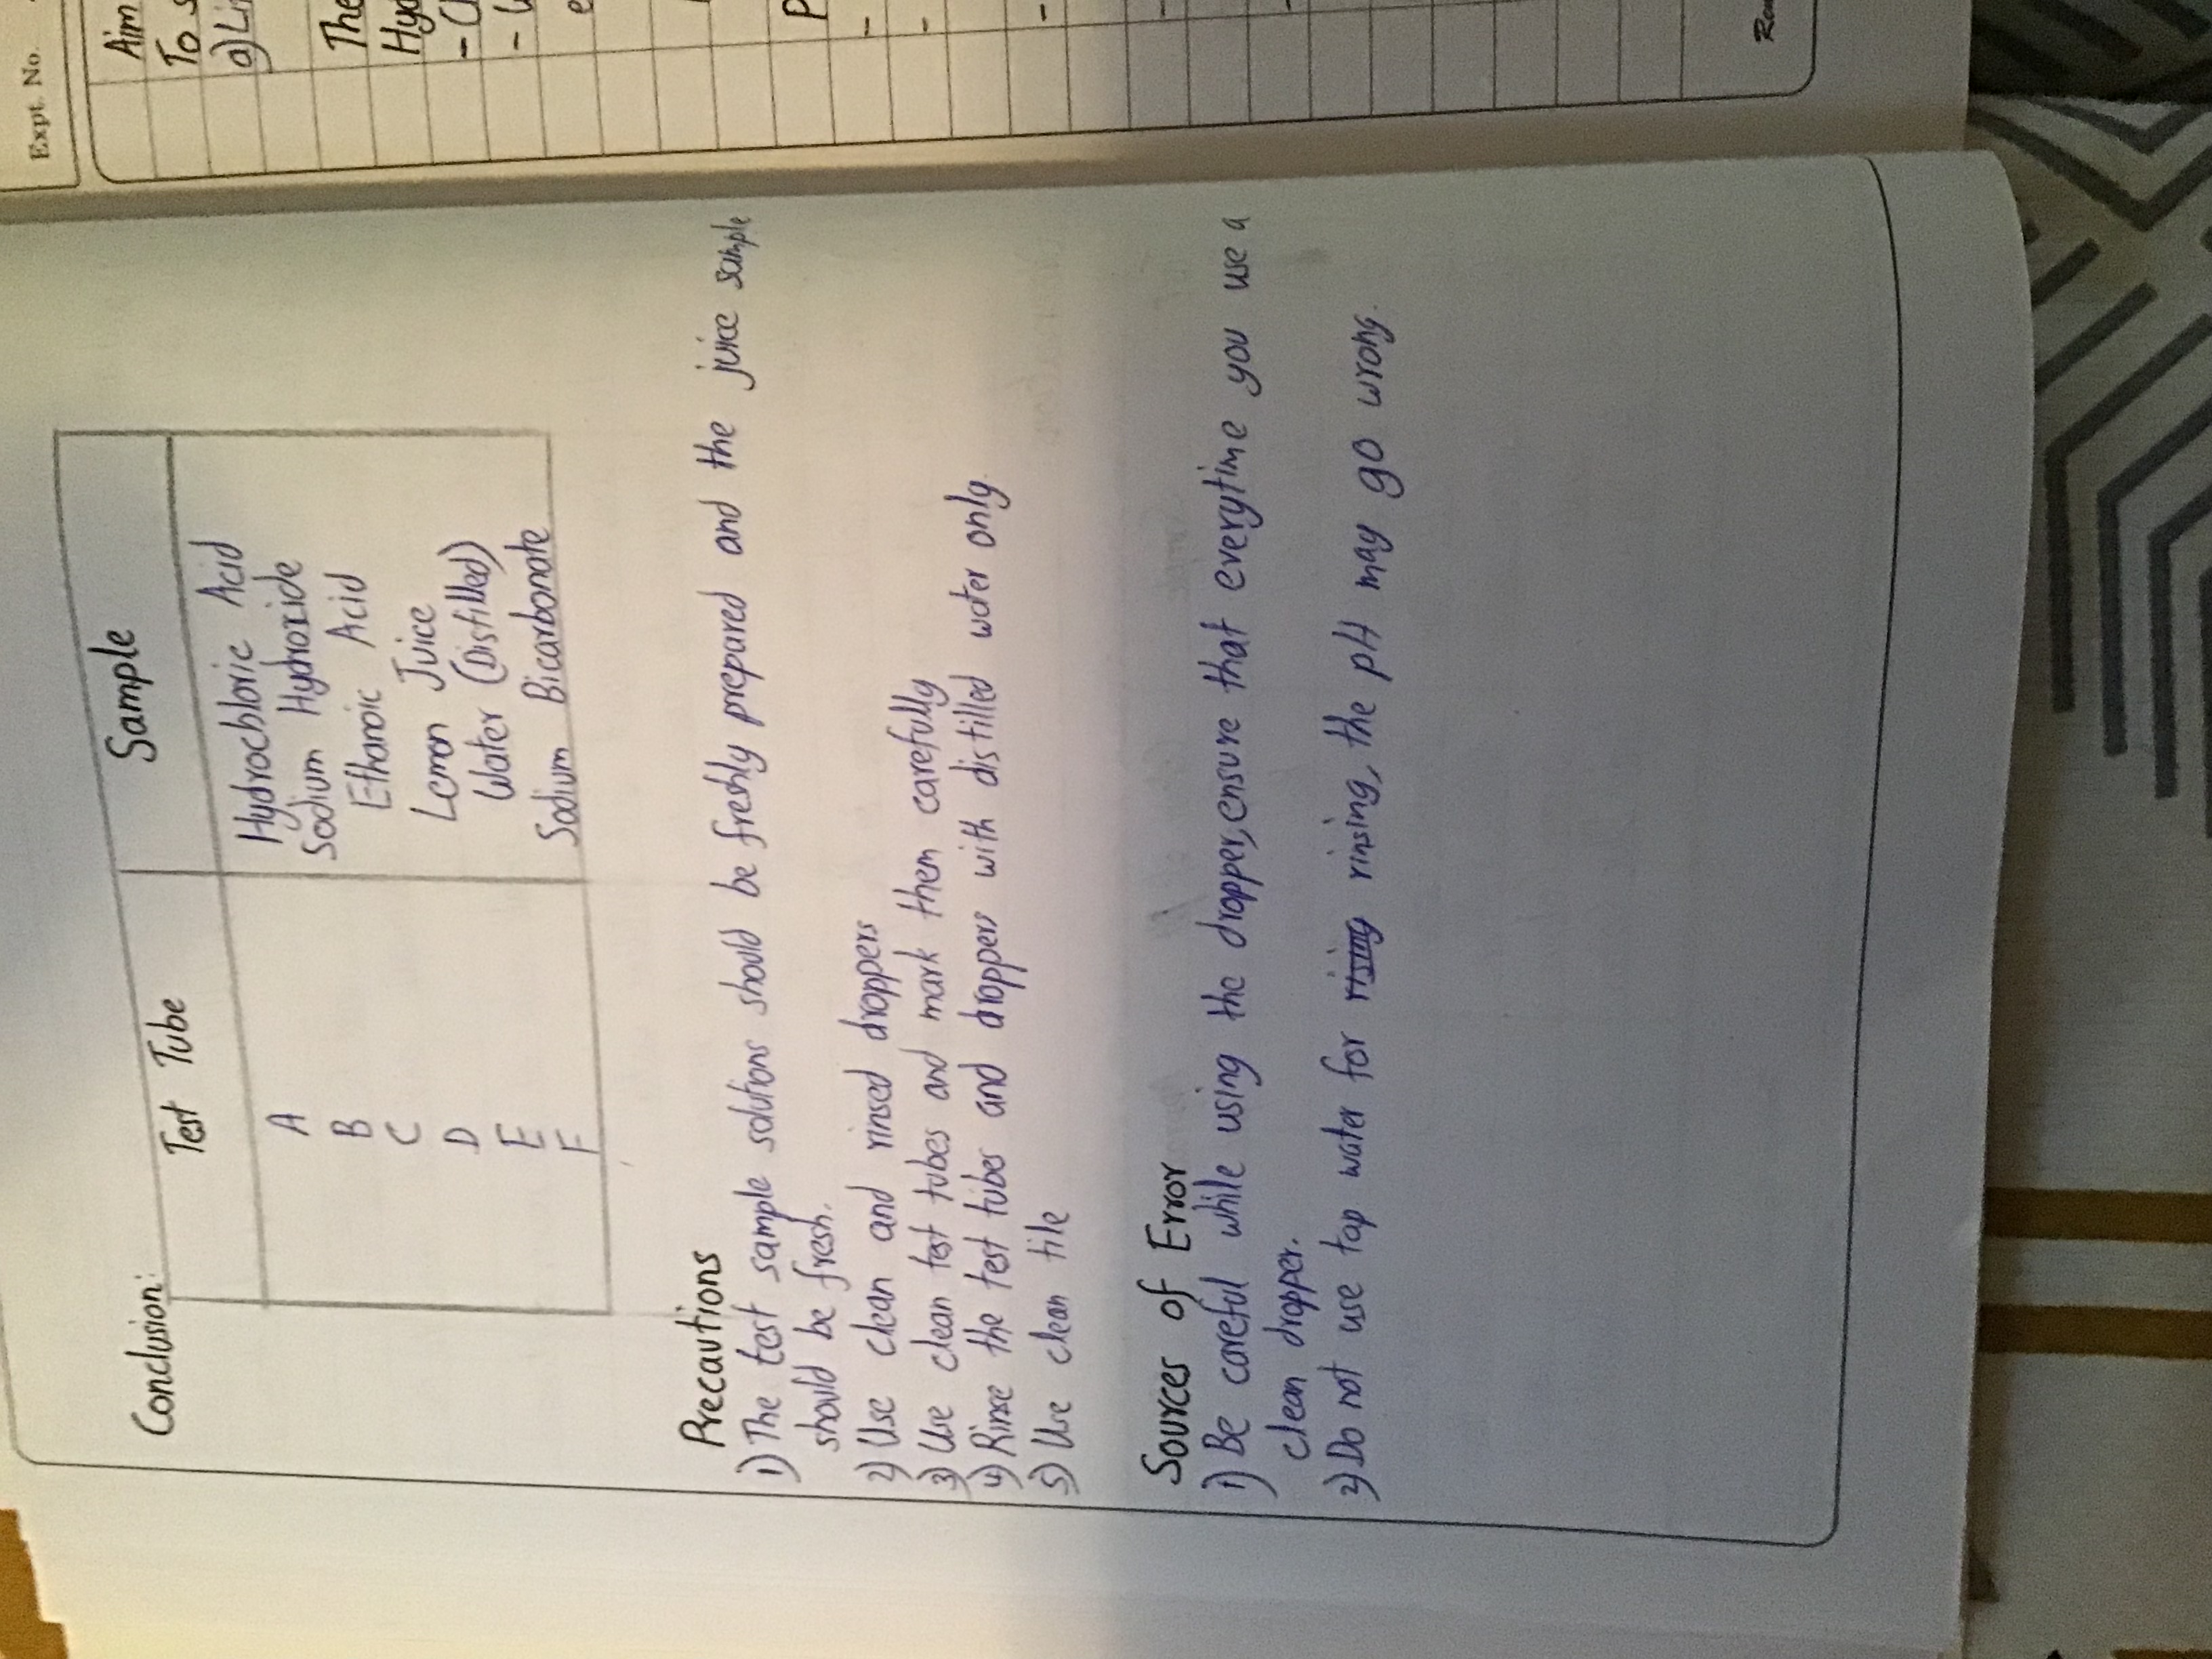 Conclusion:
Test Tube Sample
A Hydrochloric Acid
B Sodium Hydroxide
C Ethanoic Acid
D Lemon Juice
E Water (Distilled)
F Sodium Bicarbonate
Precautions
1) The test sample solutions should be freshly prepared and the juice sample
should be fresh.
2) Use clean and rinsed droppers
3) Use clean test tubes and mark them carefully
4) Rinse the test tubes and droppers with distilled water only.
5) Use clean tile
Sources of Error
1) Be careful while using the dropper, ensure that everytime you use a
clean dropper.
2) Do not use tap water for rising rinsing, the pH may go wrong.
Expt. No.
Aim
To s
a) Li
The
Hyd
- Cl
-
e
P